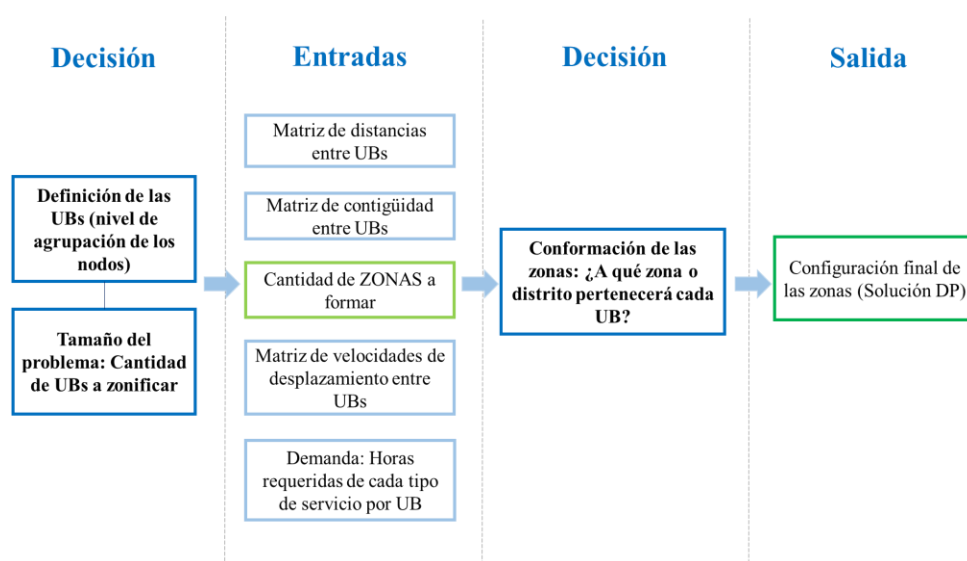 Decisión
Entradas
Decisión
Salida
Definición de las
UBs (nivel de
agrupación de los
nodos)
Tamaño del
problema: Cantidad
de UBs a zonificar
Matriz de distancias
entre UBs
Matriz de contigüidad
entre UBs
Cantidad de ZONAS a
formar
Matriz de velocidades de
desplazamiento entre
UBs
Demanda: Horas
requeridas de cada tipo
de servicio por UB
Conformación de las
zonas: ¿A qué zona o
distrito pertenecerá cada
UB?
Configuración final de
las zonas (Solución DP)